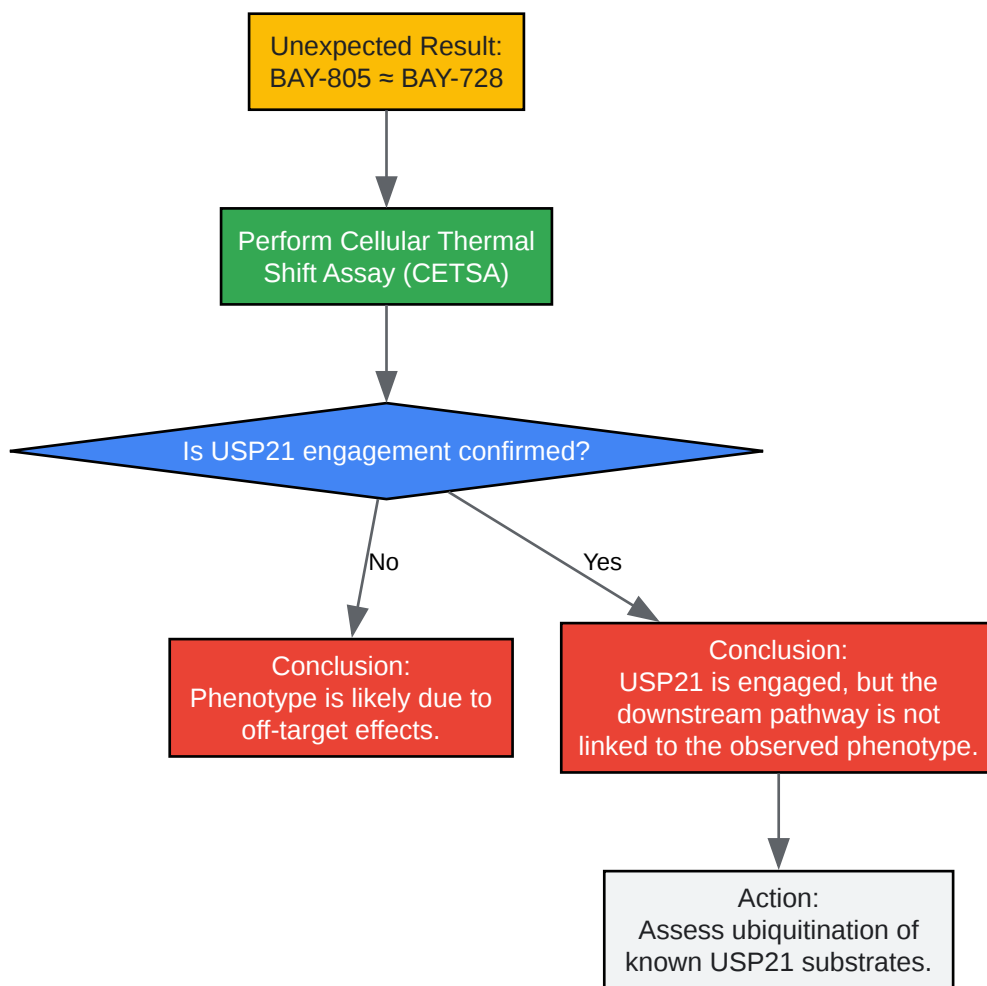 Unexpected Result:
BAY-805 ≈ BAY-728
Perform Cellular Thermal
Shift Assay (CETSA)
Is USP21 engagement confirmed?
No
Yes
Conclusion:
Phenotype is likely due to
off-target effects.
Conclusion:
USP21 is engaged, but the
downstream pathway is not
linked to the observed phenotype.
Action:
Assess ubiquitination of
known USP21 substrates.